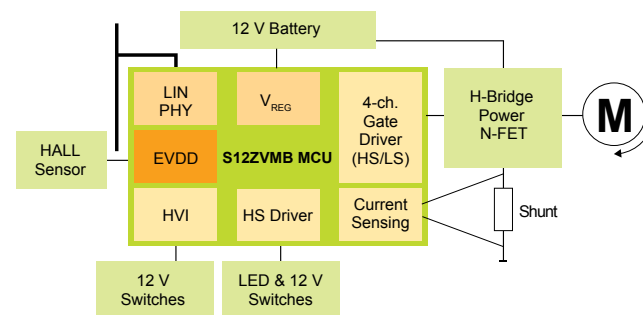 12 V Battery
LIN
PHY
VREG
4-ch.
Gate
Driver
(HS/LS)
H-Bridge
Power
N-FET
M
HALL
Sensor
EVDD
S12ZVMB MCU
HVI
HS Driver
Current
Sensing
Shunt
12 V
Switches
LED & 12 V
Switches